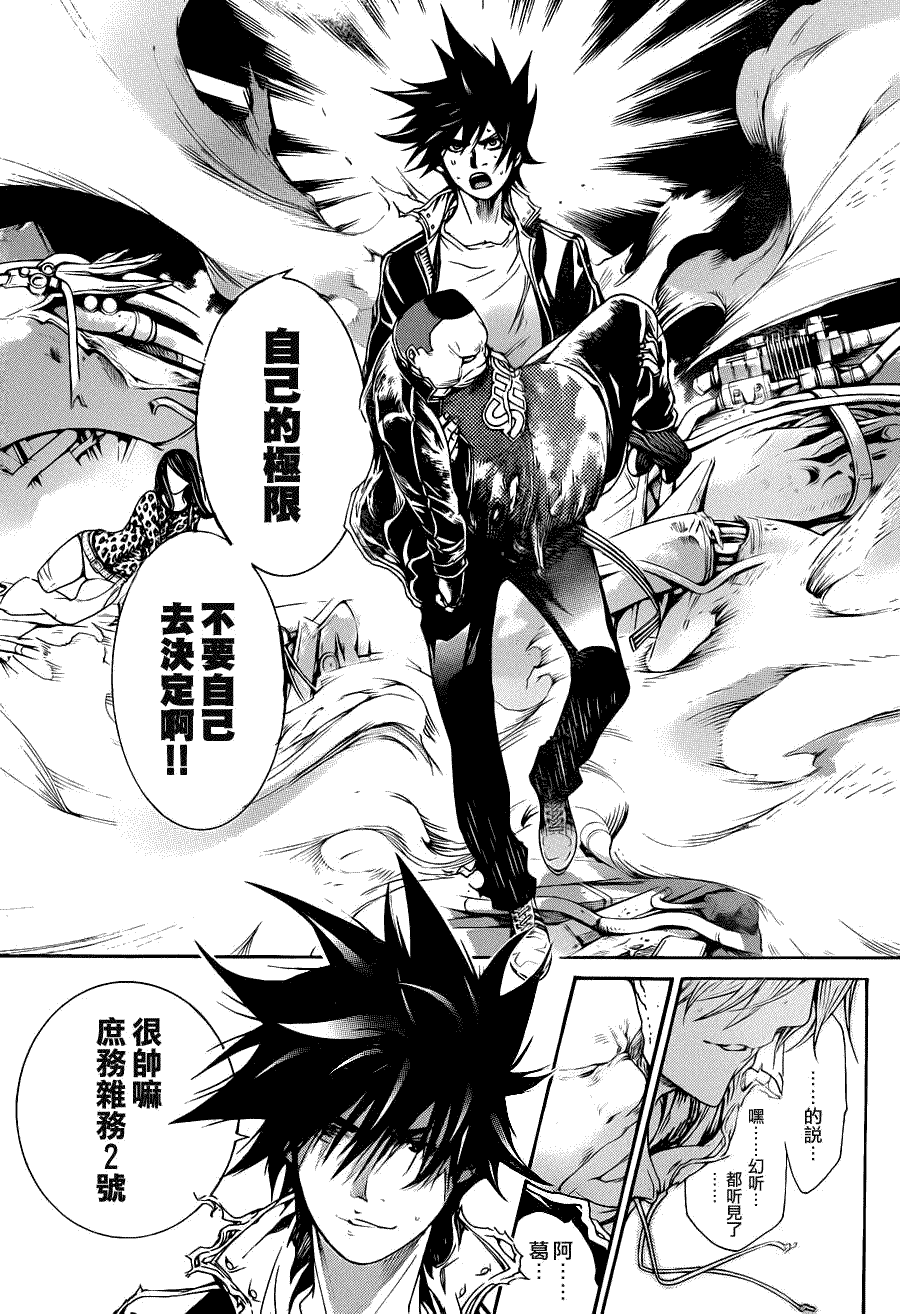 自己的極限
不要自己
去決定啊!!
……的説
嘿……幻听…
都听見了
……
阿……
葛…
很帥嘛
庶務雜務2號